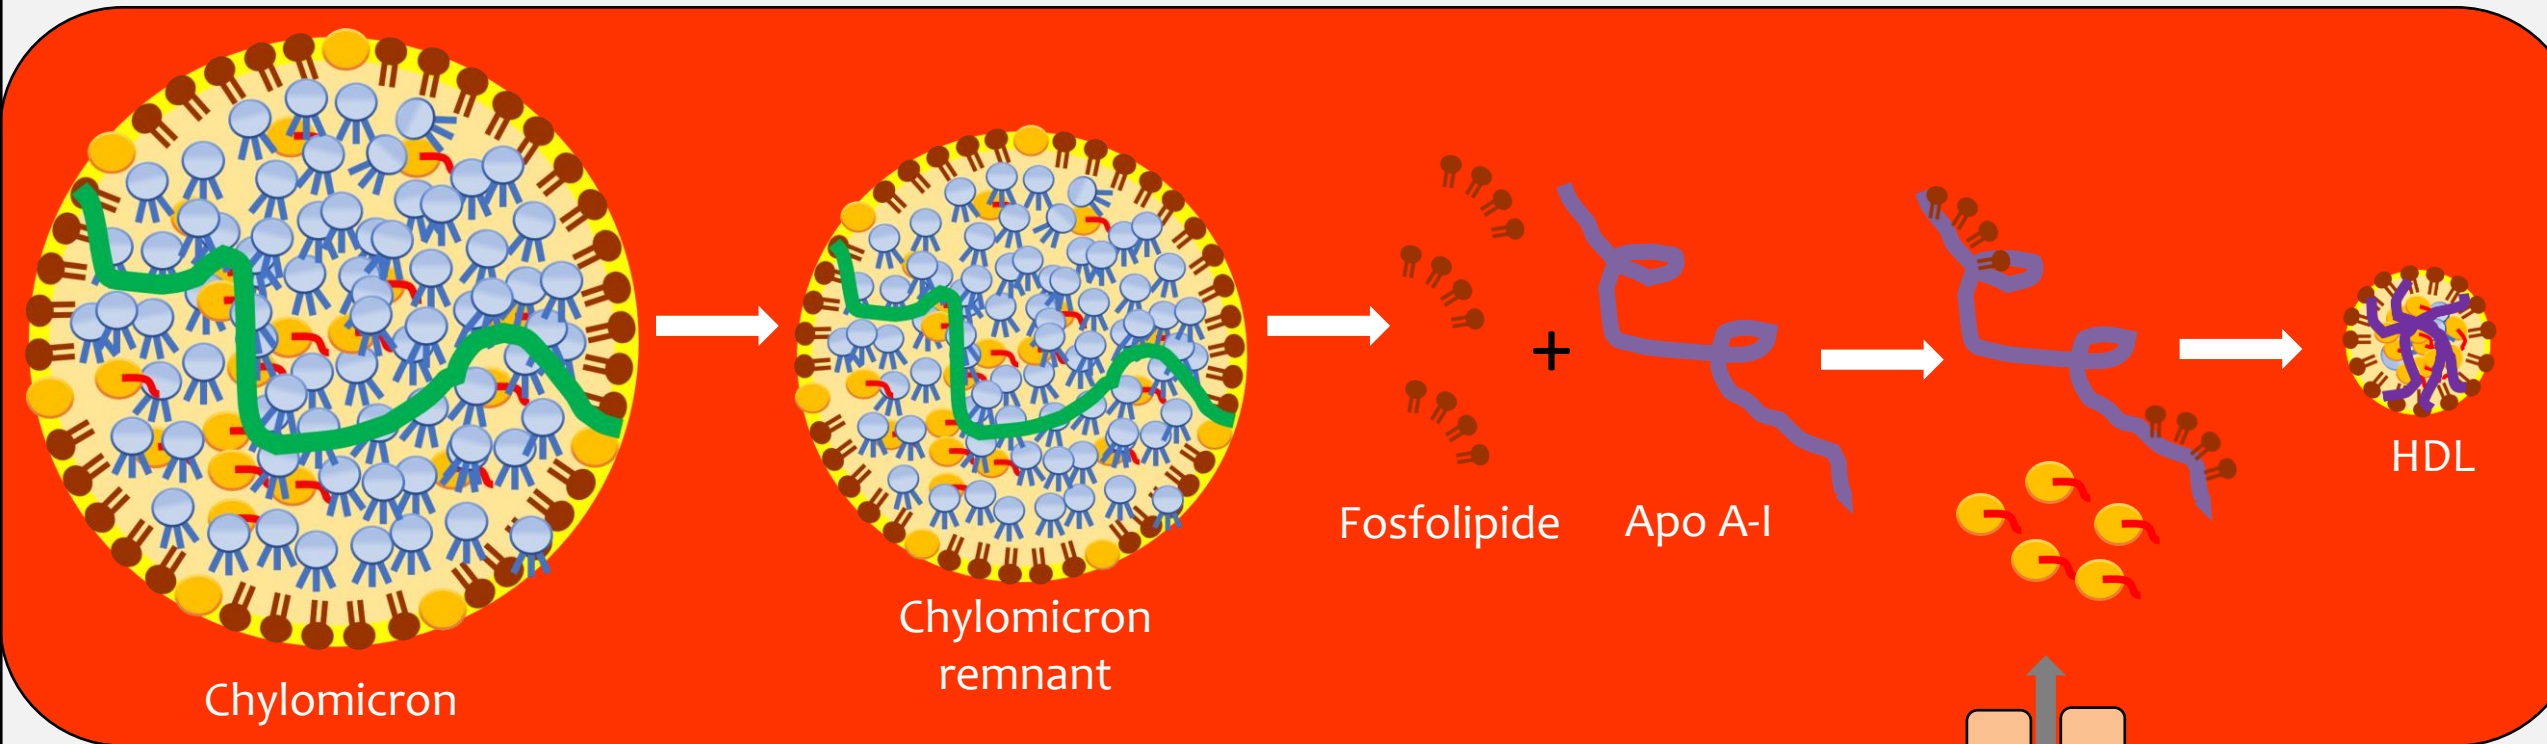 Chylomicron
Chylomicron
remnant
Fosfolipide
+
Apo A-I
HDL